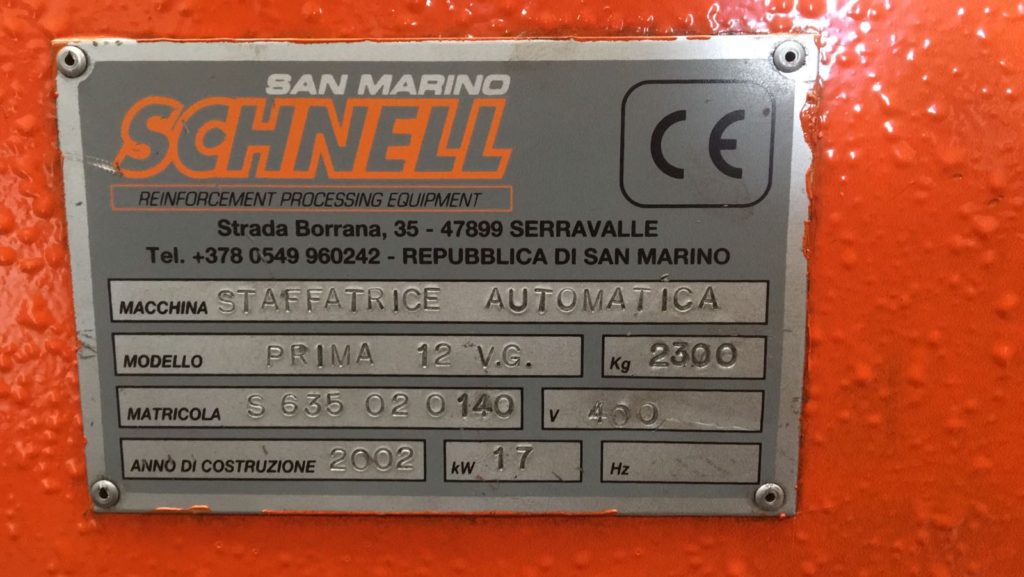 SAN MARINO
SCHNELL
REINFORCEMENT PROCESSING EQUIPMENT
CE
Strada Borrana, 35 - 47899 SERRAVALLE
Tel. +378 0549 960242 - REPUBBLICA DI SAN MARINO
MACCHINA STAFFATRICE AUTOMATICA
MODELLO PRIMA 12 V.G. Kg 2300
MATRICOLA S 635 02 0140 V 400
ANNO DI COSTRUZIONE 2002 kW 17 Hz